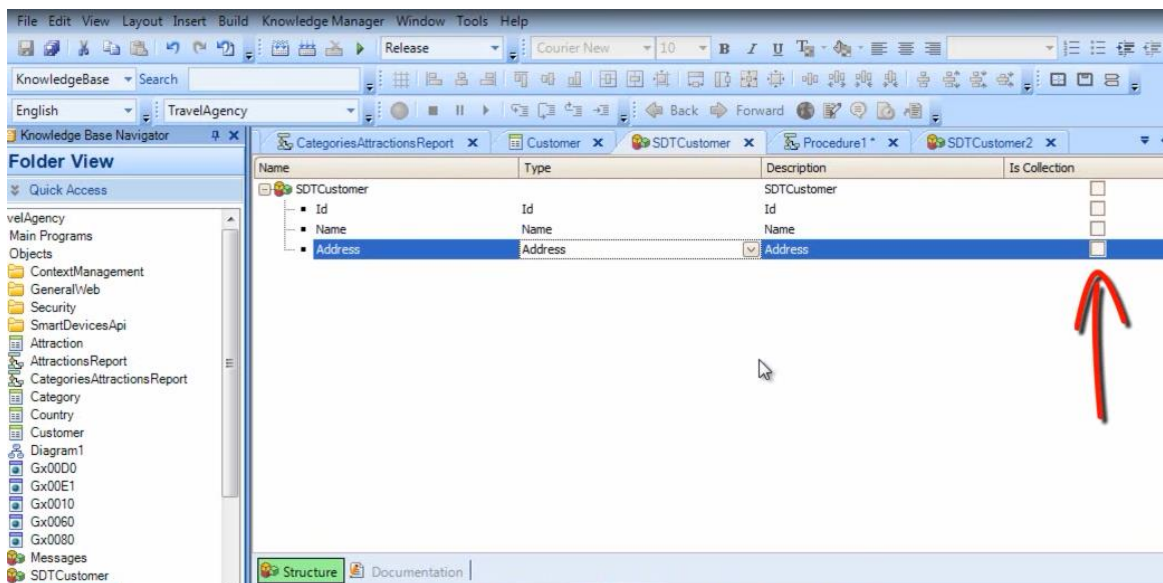 File Edit View Layout Insert Build Knowledge Manager Window Tools Help
Release Courier New 10 B I U
KnowledgeBase Search
English TravelAgency Back Forward
Knowledge Base Navigator
CategoriesAttractionsReport Customer SDTCustomer Procedure1 * SDTCustomer2
Folder View
Name Type Description Is Collection
Quick Access
SDTCustomer SDTCustomer
Id Id Id
Name Name Name
Address Address Address
velAgency
Main Programs
Objects
ContextManagement
GeneralWeb
Security
SmartDevicesApi
Attraction
AttractionsReport
CategoriesAttractionsReport
Category
Country
Customer
Diagram1
Gx00D0
Gx00E1
Gx0010
Gx0060
Gx0080
Messages
SDTCustomer
Structure Documentation